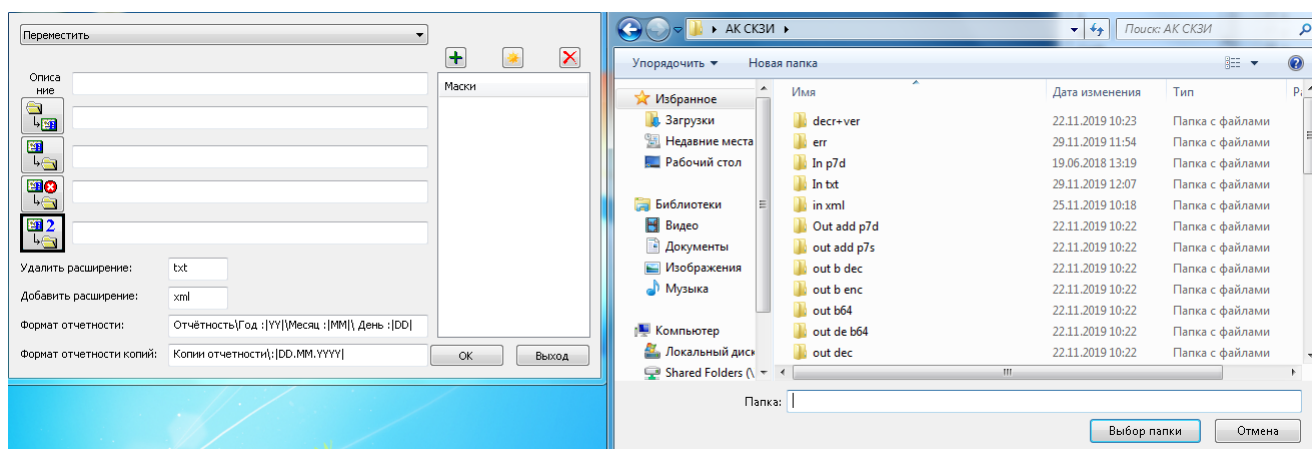 Переместить
Описа
ние
2
Удалить расширение: txt
Добавить расширение: xml
Формат отчетности: Отчётность\Год :|YY|\Месяц :|MM|\ День :|DD|
Формат отчетности копий: Копии отчетности\:|DD.MM.YYYY|
Маски
OK Выход
АК СКЗИ
Поиск: АК СКЗИ
Упорядочить Новая папка
Избранное
Загрузки
Недавние места
Рабочий стол
Библиотеки
Видео
Документы
Изображения
Музыка
Компьютер
Локальный диск
Shared Folders (\
Имя Дата изменения Тип
decr+ver 22.11.2019 10:23 Папка с файлами
err 29.11.2019 11:54 Папка с файлами
In p7d 19.06.2018 13:19 Папка с файлами
In txt 29.11.2019 12:07 Папка с файлами
in xml 25.11.2019 10:18 Папка с файлами
Out add p7d 22.11.2019 10:22 Папка с файлами
out add p7s 22.11.2019 10:22 Папка с файлами
out b dec 22.11.2019 10:22 Папка с файлами
out b enc 22.11.2019 10:22 Папка с файлами
out b64 22.11.2019 10:22 Папка с файлами
out de b64 22.11.2019 10:22 Папка с файлами
out dec 22.11.2019 10:22 Папка с файлами
Папка:
Выбор папки Отмена